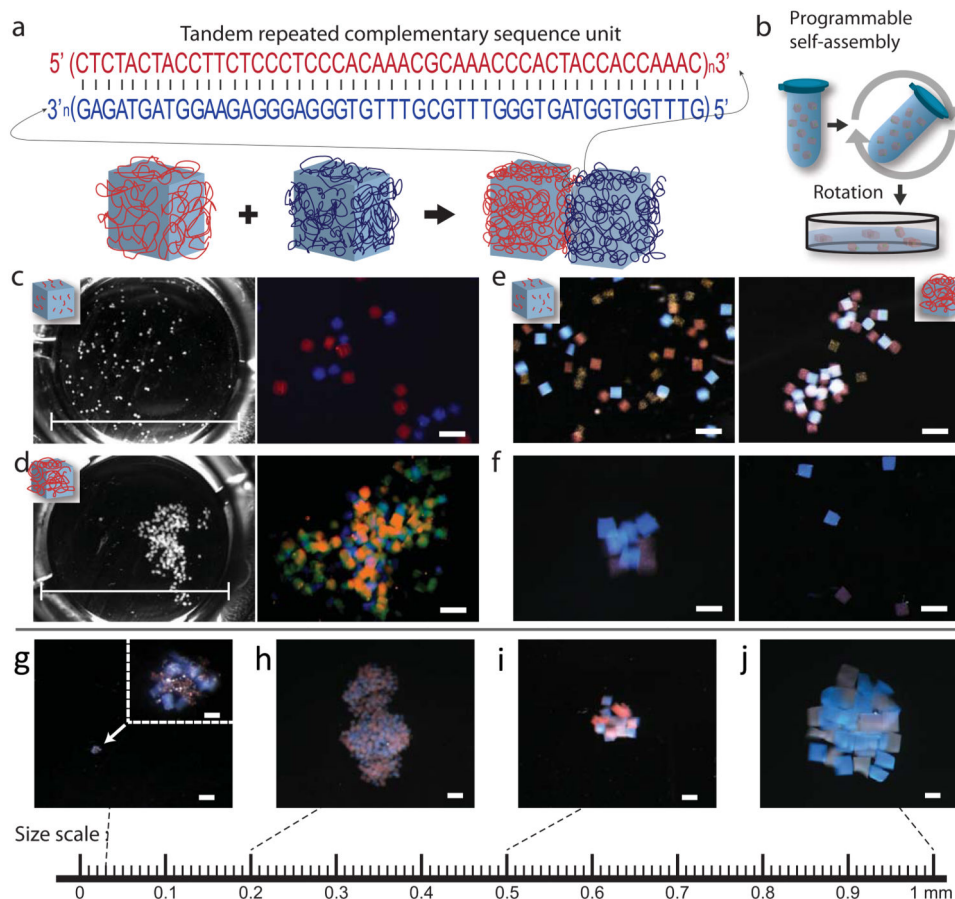 a
Tandem repeated complementary sequence unit
5' (CTCTACTACCTTCTCCCTCCCACAAACGCAAACCCACTACCACCAAAC)n3'
3'n(GAGATGATGGAAGAGGGAGGGTGTTTGCGTTTGGGTGATGGTGGTTTG) 5'
b
Programmable
self-assembly
Rotation
c
e
d
f
g
h
i
j
Size scale :
0 0.1 0.2 0.3 0.4 0.5 0.6 0.7 0.8 0.9 1 mm